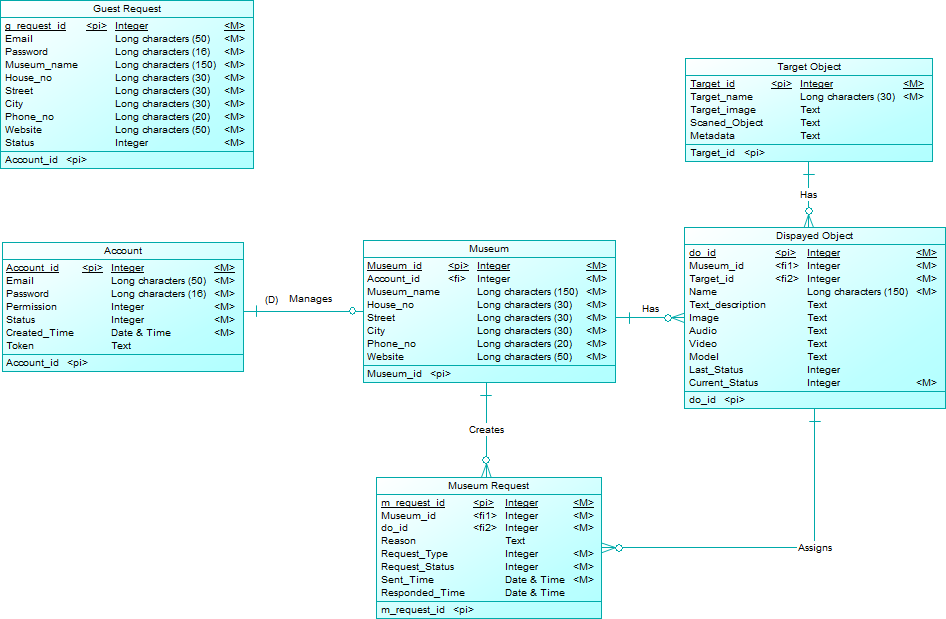 Guest Request
g_request_id <pi> Integer <M>
Email Long characters (50) <M>
Password Long characters (16) <M>
Museum_name Long characters (150) <M>
House_no Long characters (30) <M>
Street Long characters (30) <M>
City Long characters (30) <M>
Phone_no Long characters (20) <M>
Website Long characters (50) <M>
Status Integer <M>
Account_id <pi>
Target Object
Target_id <pi> Integer <M>
Target_name Long characters (30) <M>
Target_image Text
Scaned_Object Text
Metadata Text
Target_id <pi>
Has
Account
Account_id <pi> Integer <M>
Email Long characters (50) <M>
Password Long characters (16) <M>
Permission Integer <M>
Status Integer <M>
Created_Time Date & Time <M>
Token Text
Account_id <pi>
(D) Manages
Museum
Museum_id <pi> Integer <M>
Account_id <fi> Integer <M>
Museum_name Long characters (150) <M>
House_no Long characters (30) <M>
Street Long characters (30) <M>
City Long characters (30) <M>
Phone_no Long characters (20) <M>
Website Long characters (50) <M>
Museum_id <pi>
Has
Dispayed Object
do_id <pi> Integer <M>
Museum_id <fi1> Integer <M>
Target_id <fi2> Integer <M>
Name Long characters (150) <M>
Text_description Text
Image Text
Audio Text
Video Text
Model Text
Last_Status Integer
Current_Status Integer <M>
do_id <pi>
Creates
Museum Request
m_request_id <pi> Integer <M>
Museum_id <fi1> Integer <M>
do_id <fi2> Integer <M>
Reason Text
Request_Type Integer <M>
Request_Status Integer <M>
Sent_Time Date & Time <M>
Responded_Time Date & Time
m_request_id <pi>
Assigns